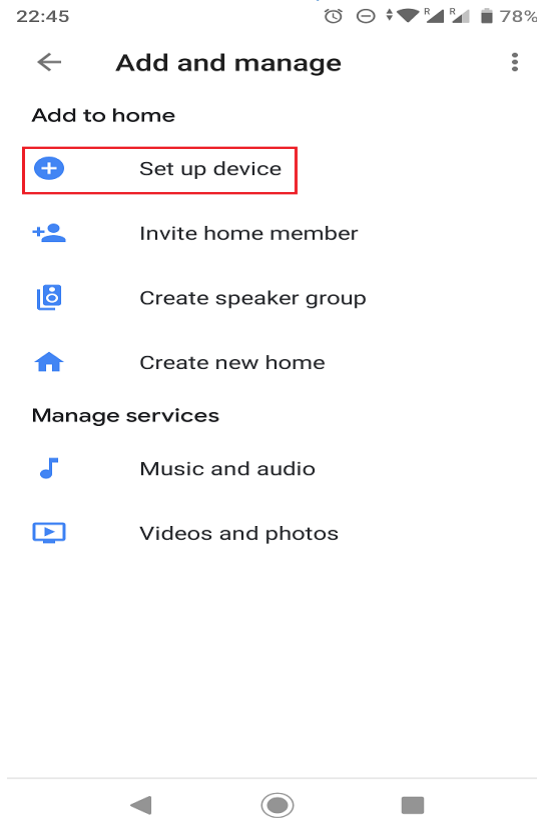 22:45
R
R
78%
Add and manage
Add to home
Set up device
Invite home member
Create speaker group
Create new home
Manage services
Music and audio
Videos and photos